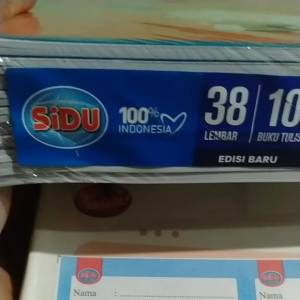 SiDU
100%
INDONESIA
38
LEMBAR
10
BUKU TULIS
EDISI BARU
Nama :
Nama